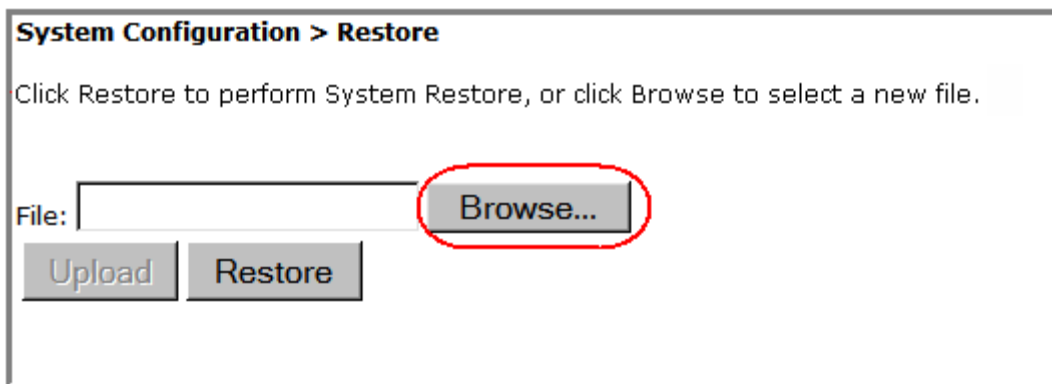 System Configuration > Restore
Click Restore to perform System Restore, or click Browse to select a new file.
File: Browse...
Upload Restore